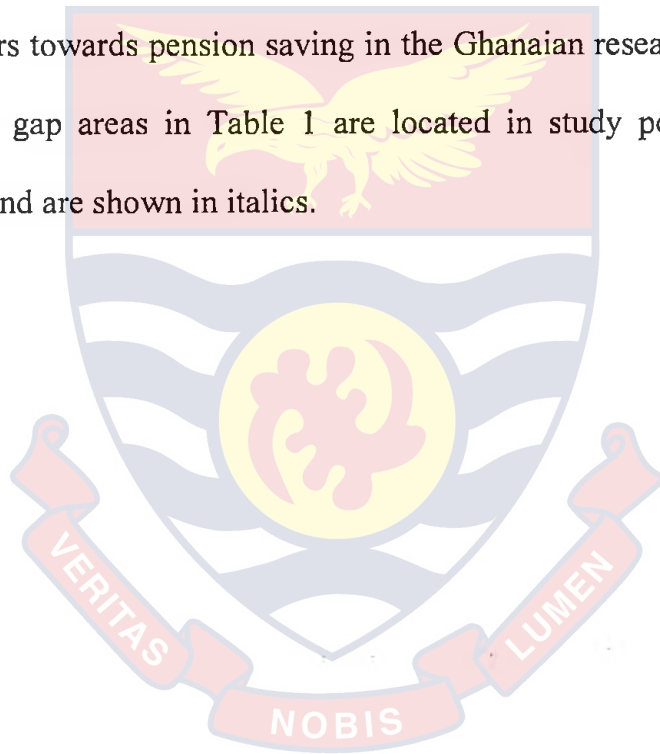 rs towards pension saving in the Ghanaian resea
gap areas in Table 1 are located in study po
nd are shown in italics.
VERITAS
NOBIS
LUMEN